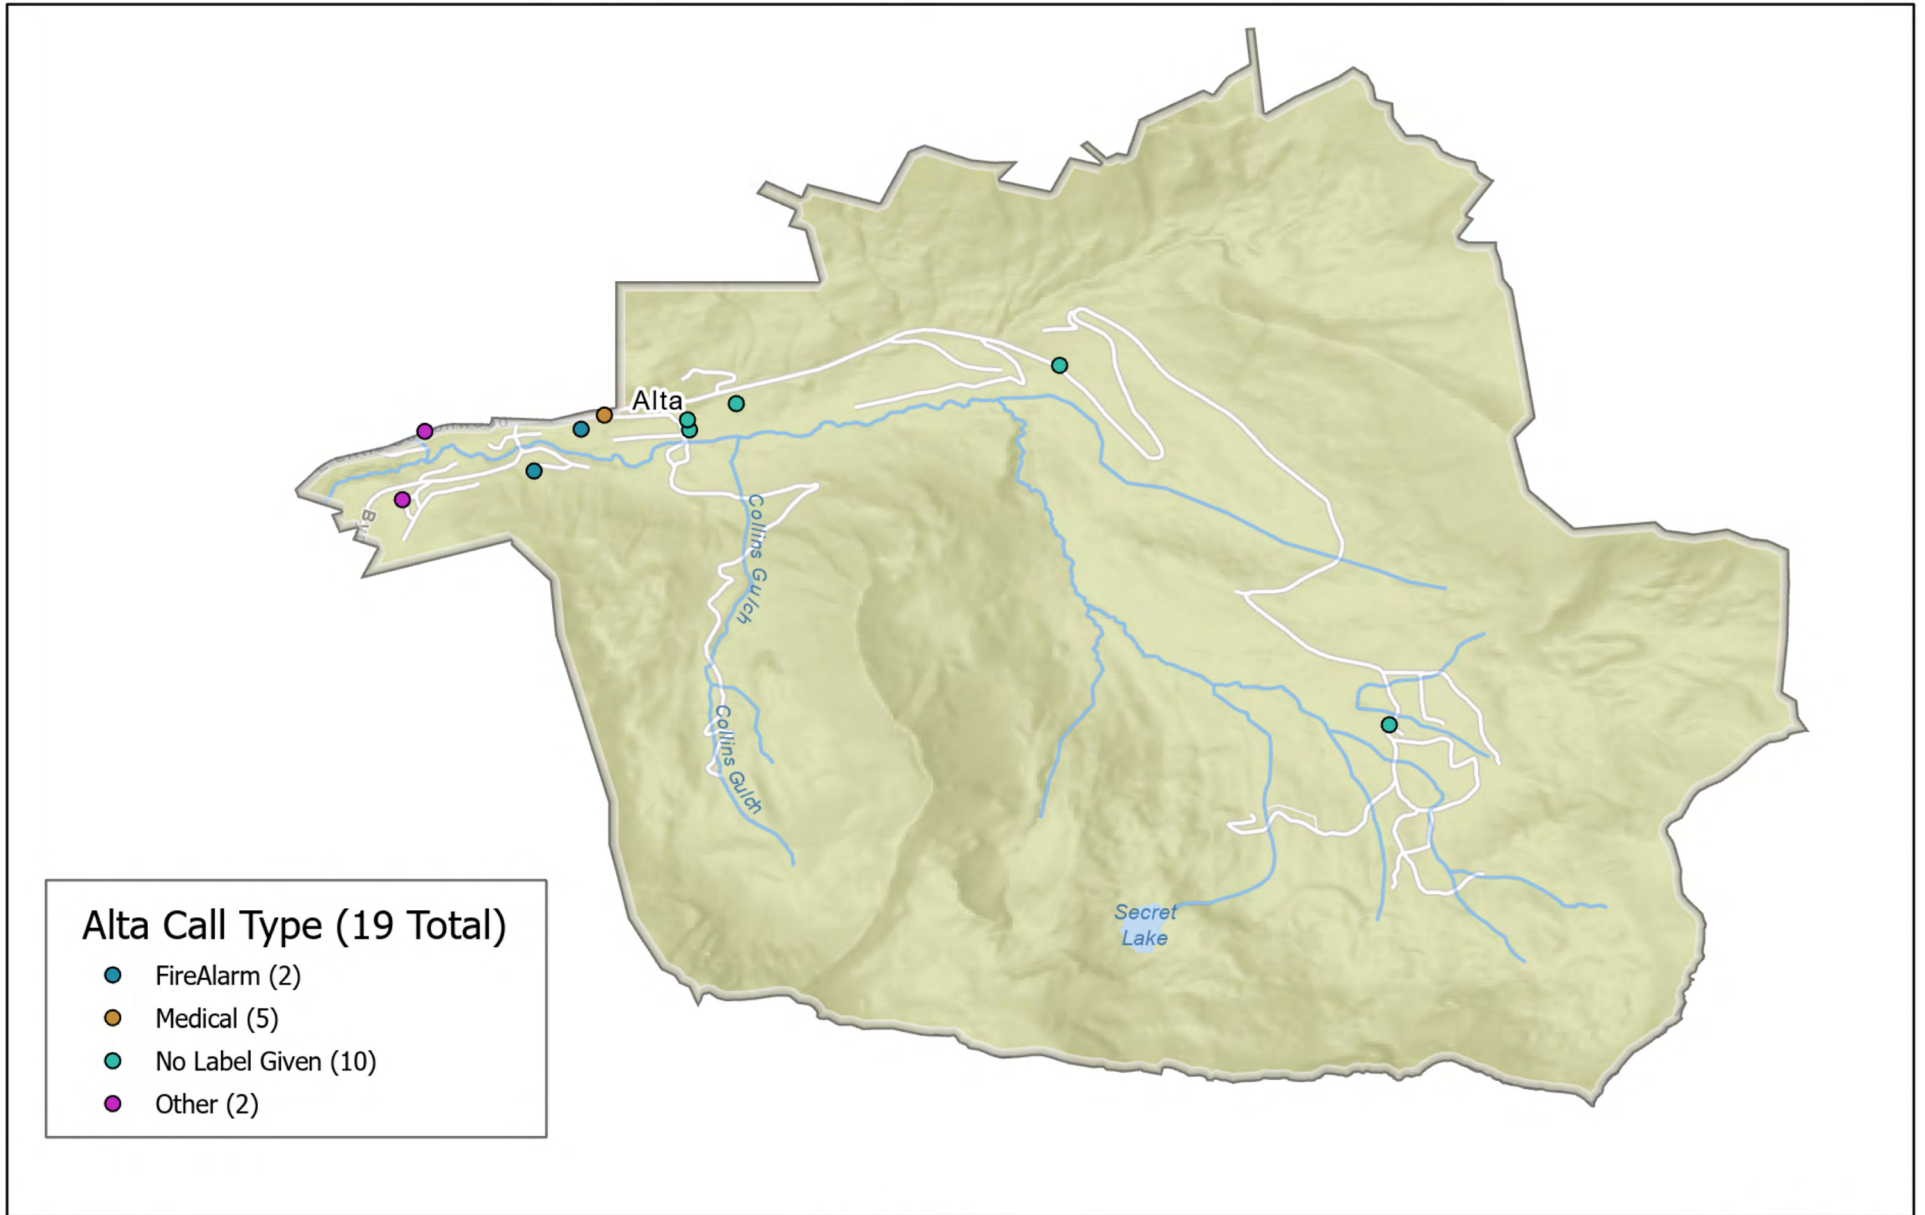 Alta
Collins Gulch
Collins Gulch
Secret
Lake
Alta Call Type (19 Total)
FireAlarm (2)
Medical (5)
No Label Given (10)
Other (2)